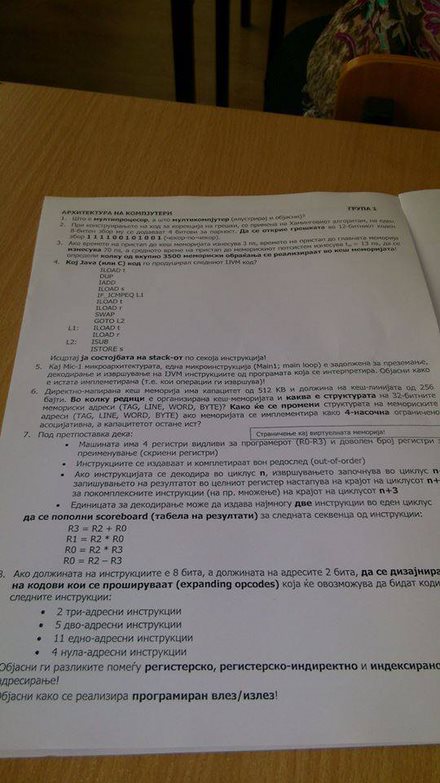 АРХИТЕКТУРА НА КОМПЈУТЕРИ
ГРУПА 1
1. Што е мултипроцесор, а што мултикомпјутер (илустрирај и објасни)?
2. При конструирањето на код за корекција на грешки, се применa на Хаминговиот алгоритам, на еден
8-битен збор му се додаваат 4 битови за парност. Да се открие грешката во 12-битниот кодиран
збор 1 1 1 1 0 0 1 0 1 0 0 1 (чекор-по-чекор).
3. Ако времето на пристап до кеш меморијата изнесува 3 ns, времето на пристап до главната меморија
изнесува 70 ns, а средното време на пристап до меморискиот потсистем изнесува = 13 ns, Да се
определи колку од вкупно 3500 мемориски обраќања се реализираат во кеш меморијата!
4. Кој Java (или C) код го продуцирал следниот IJVM код?
ILOAD t
DUP
IADD
ILOAD s
IF_ICMPEQ L1
ILOAD t
ILOAD r
SWAP
GOTO L2
L1: ILOAD t
ILOAD r
L2: ISUB
ISTORE s
Исцртај ја состојбата на stack-от по секоја инструкција!
5. Кај Mic-1 микроархитектурата, една микроинструкција (Main1; main loop) е задолжена за преземање,
декодирање и извршување на IJVM инструкциите од програмата која се интерпретира. Објасни како
е истата имплеметирана (т.е. кои операции ги извршува)!
6. Директно-мапирана кеш-меморија има капацитет од 512 KB и должина на кеш-линијата од 256
бајти. Во колку редици е организирана кеш-меморијата и каква е структурата на 32-битните
мемориски адреси (TAG, LINE, WORD, BYTE)? Како ќе се промени структурата на мемориските
адреси (TAG, LINE, WORD, BYTE) ако меморијата се имплементира како 4-насочна ограничено
асоцијативна, а капацитетот остане ист?
Страничење кај виртуелната меморија!
7. Под претпоставка дека:
• Машината има 4 регистри видливи за програмерот (R0-R3) и доволен број регистри з
преименување (скриени регистри)
• Инструкциите се издаваат и комплетираат вон редослед (out-of-order)
• Ако инструкцијата се декодира во циклус n, извршувањето започнува во циклус n
запишувањето на резултатот во целниот регистер настапува на крајот на циклусот n+
за покомплексните инструкции (на пр. множење) на крајот на циклусот n+3
• Единицата за декодирање може да издава најмногу две инструкции во еден циклус
да се пополни scoreboard (табела на резултати) за следната секвенца од инструкции:
R3 = R2 + R0
R1 = R2 * R0
R0 = R2 * R3
R0 = R2 – R3
8. Ако должината на инструкциите е 8 бита, а должината на адресите 2 бита, да се дизајнира
на кодови кои се прошируваат (expanding opcodes) која ќе овозможува да бидат коди
следните инструкции:
• 2 три-адресни инструкции
• 5 дво-адресни инструкции
• 11 едно-адресни инструкции
• 4 нула-адресни инструкции
Објасни ги разликите помеѓу регистерско, регистерско-индиректно и индексирано
адресирање!
Објасни како се реализира програмиран влез/излез!